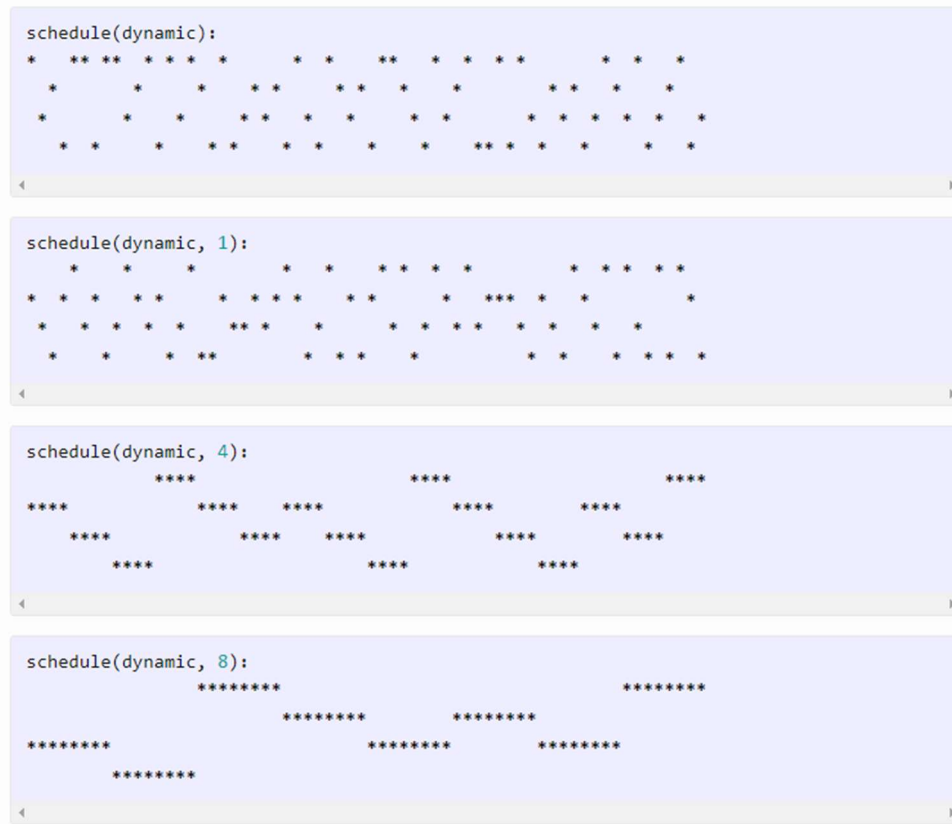 schedule(dynamic):
*   ** **  * * *  *      *  *    **   *  *  * *       *  *   *
  *       *     *    * *     * *   *    *        * *   *    *
 *       *    *     * *   *   *     *  *       *  *  *  *  *   *
   *  *     *    * *    *  *    *    *    ** *  *   *     *   *
schedule(dynamic, 1):
    *    *     *        *   *    * *  *  *         *  * *  * *
*  *  *   * *     *  * * *    * *      *   ***  *   *         *
 *   *  *  *  *    ** *    *      *  *  * *   *  *   *   *
  *    *     *  **        *  * *    *          *  *    *  * *  *
schedule(dynamic, 4):
            ****                    ****                    ****
****            ****    ****            ****        ****
    ****            ****    ****            ****        ****
        ****                    ****            ****
schedule(dynamic, 8):
                ********                                ********
                        ********        ********
********                        ********        ********
        ********